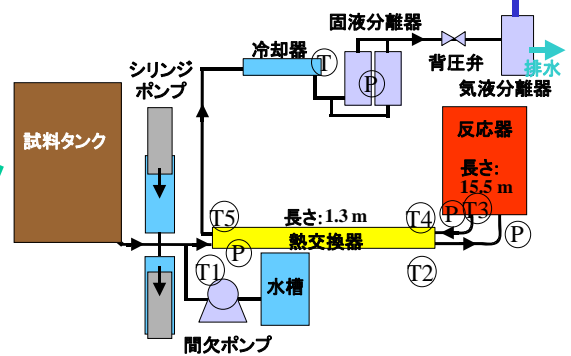 固液分離器
冷却器
T
P
背圧弁
排水
気液分離器
シリンジ
ポンプ
試料タンク
反応器
長さ:
15.5 m
T5
長さ:1.3 m
T4
P
T3
熱交換器
P
P
T1
T2
水槽
間欠ポンプ